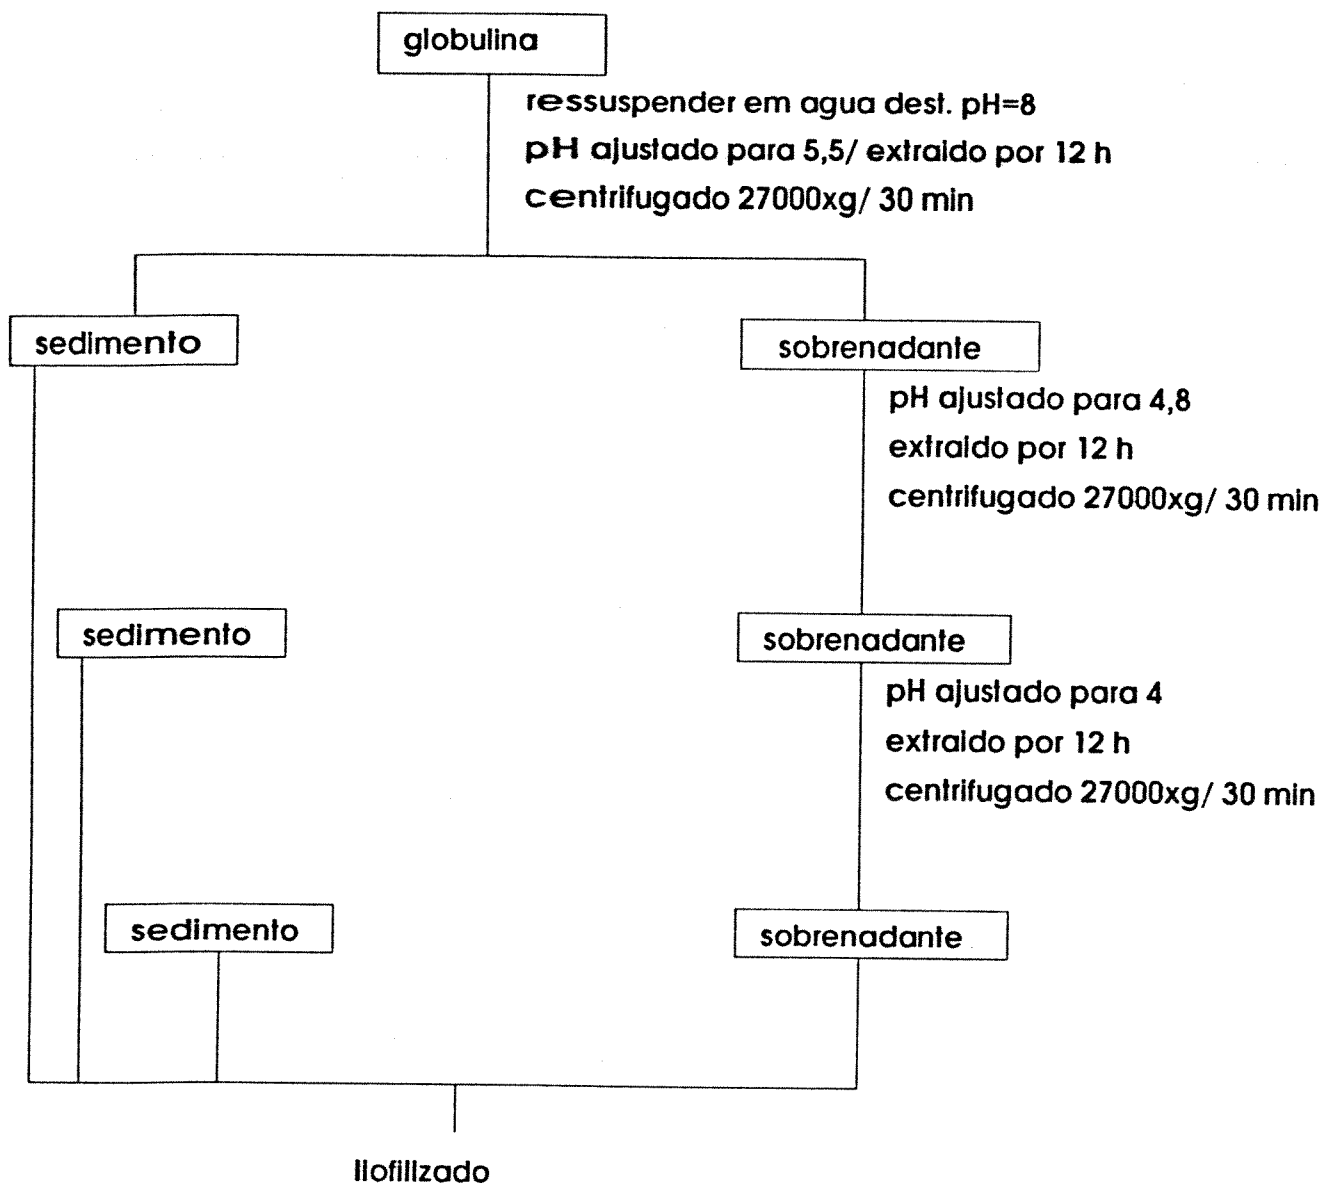 globulina
ressuspender em agua dest. pH=8
pH ajustado para 5,5/ extraido por 12 h
centrifugado 27000xg/ 30 min
sedimento
sobrenadante
pH ajustado para 4,8
extraido por 12 h
centrifugado 27000xg/ 30 min
sedimento
sobrenadante
pH ajustado para 4
extraido por 12 h
centrifugado 27000xg/ 30 min
sedimento
sobrenadante
liofilizado